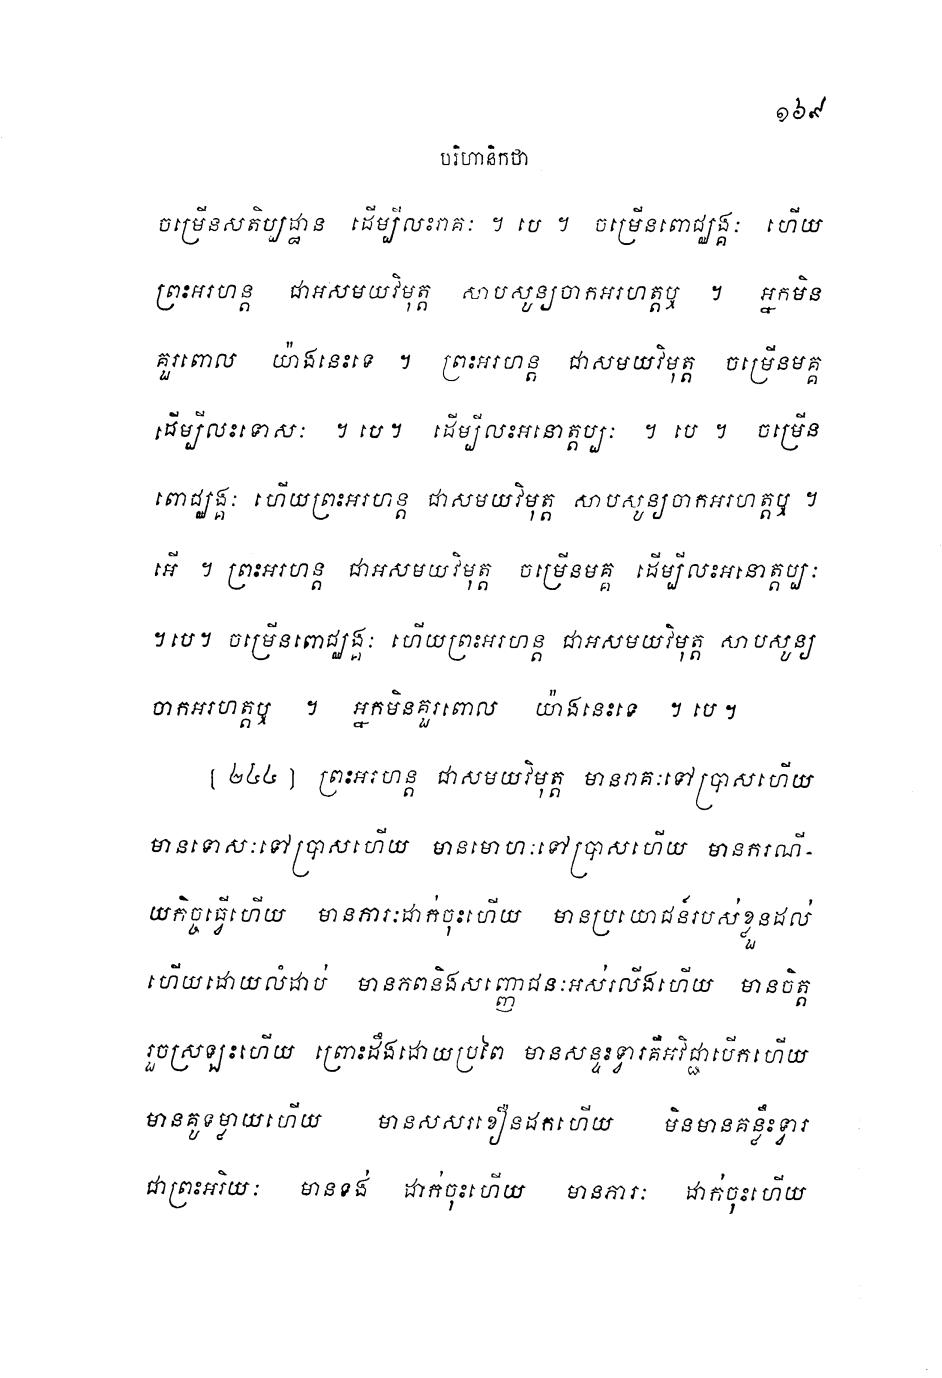 ១៦៩
បរិហានិកថា
ចម្រើនសតិប្បដ្ឋាន ដើម្បីលះរាគៈ ។ បេ ។ ចម្រើនពោជ្ឈង្គៈ ហើយ
ព្រះអរហន្ត ជាអសមយវិមុត្ត សាបសូន្យចាកអរហត្តឬ ។ អ្នកមិន
គួរពោល យ៉ាងនេះទេ ។ ព្រះអរហន្ត ជាសមយវិមុត្ត ចម្រើនមគ្គ
ដើម្បីលះទោសៈ ។ បេ។ ដើម្បីលះអនោត្តប្បៈ ។ បេ ។ ចម្រើន
ពោជ្ឈង្គៈ ហើយព្រះអរហន្ត ជាសមយវិមុត្ត សាបសូន្យចាកអរហត្តឬ ។
អើ ។ ព្រះអរហន្ត ជាអសមយវិមុត្ត ចម្រើនមគ្គ ដើម្បីលះអនោត្តប្បៈ
។បេ។ ចម្រើនពោជ្ឈង្គៈ ហើយព្រះអរហន្ត ជាអសមយវិមុត្ត សាបសូន្យ
ចាកអរហត្តឬ ។ អ្នកមិនគួរពោល យ៉ាងនេះទេ ។ បេ ។
[ ២៤៤ ] ព្រះអរហន្ត ជាសមយវិមុត្ត មានរាគៈទៅប្រាសហើយ
មានទោសៈទៅប្រាសហើយ មានមោហៈទៅប្រាសហើយ មានករណី-
យកិច្ចធ្វើហើយ មានភារៈដាក់ចុះហើយ មានប្រយោជន៍របស់ខ្លួនដល់
ហើយដោយលំដាប់ មានភពនិងសញ្ញោជនៈអស់រលីងហើយ មានចិត្ត
រួចស្រឡះហើយ ព្រោះដឹងដោយប្រពៃ មានសន្ទះទ្វារគឺអវិជ្ជាបើកហើយ
មានគូទម្លាយហើយ មានសសរខឿនដកហើយ មិនមានគន្លឹះទ្វារ
ជាព្រះអរិយៈ មានទង់ ដាក់ចុះហើយ មានភារៈ ដាក់ចុះហើយ